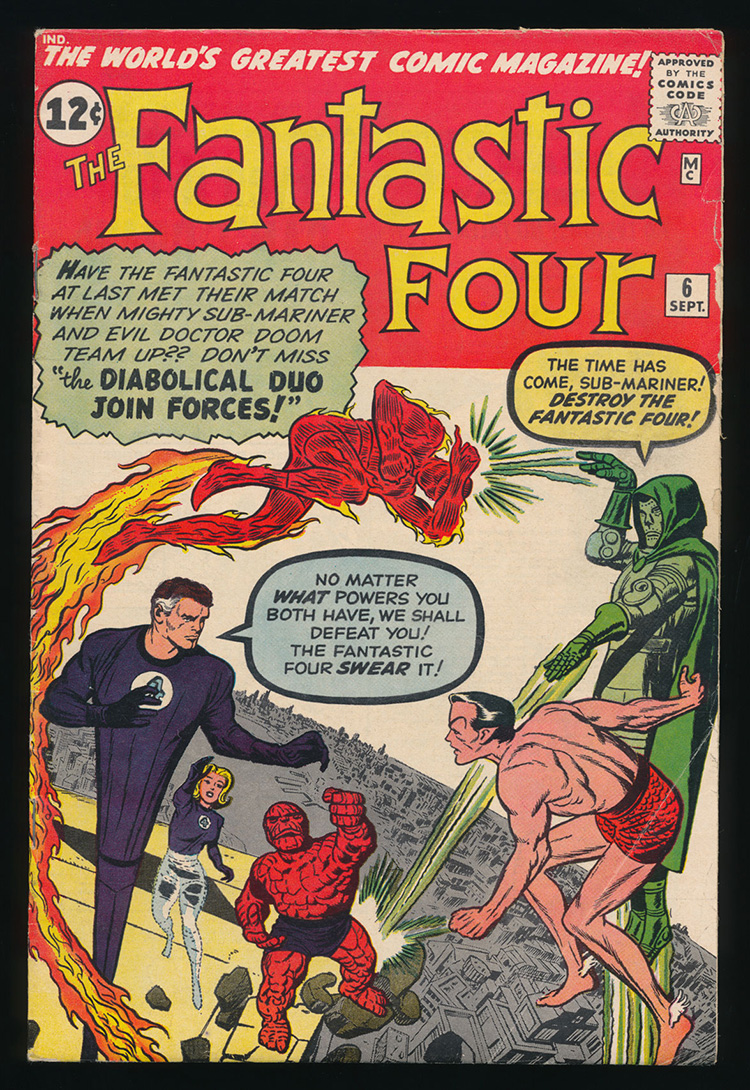 IND.
THE WORLD'S GREATEST COMIC MAGAZINE!
APPROVED
BY THE
COMICS
CODE
CA
AUTHORITY
12¢
THE Fantastic
FOUR
M
C
6
SEPT.
HAVE THE FANTASTIC FOUR
AT LAST MET THEIR MATCH
WHEN MIGHTY SUB-MARINER
AND EVIL DOCTOR DOOM
TEAM UP?? DON'T MISS
"the DIABOLICAL DUO
JOIN FORCES!"
THE TIME HAS
COME, SUB-MARINER!
DESTROY THE
FANTASTIC FOUR!
NO MATTER
WHAT POWERS YOU
BOTH HAVE, WE SHALL
DEFEAT YOU!
THE FANTASTIC
FOUR SWEAR IT!
4